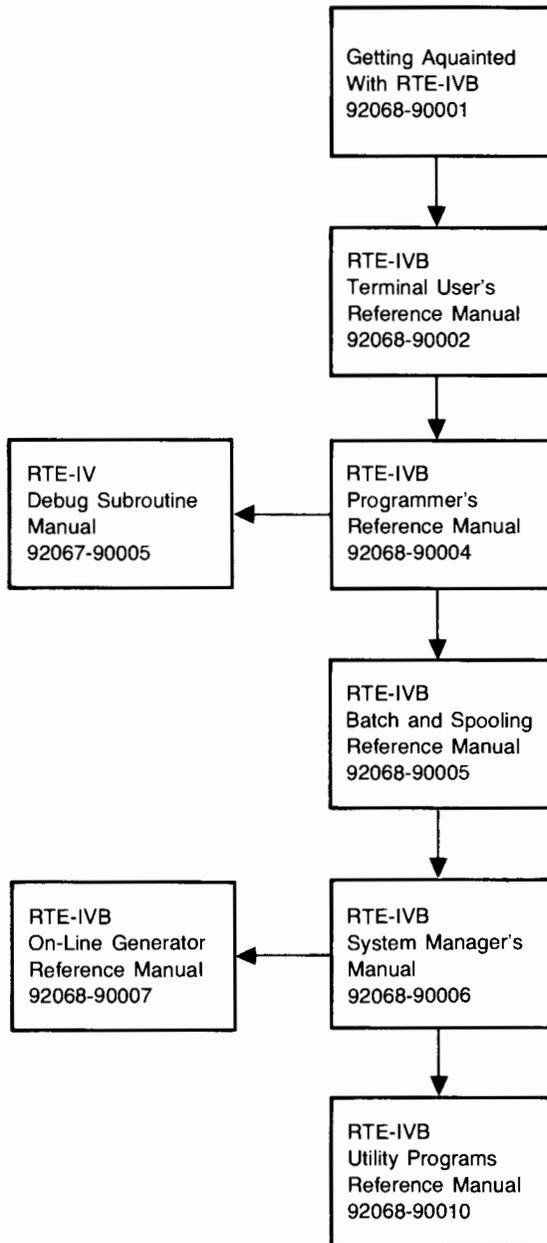 Getting Aquainted
With RTE-IVB
92068-90001
RTE-IVB
Terminal User's
Reference Manual
92068-90002
RTE-IV
Debug Subroutine
Manual
92067-90005
RTE-IVB
Programmer's
Reference Manual
92068-90004
RTE-IVB
Batch and Spooling
Reference Manual
92068-90005
RTE-IVB
On-Line Generator
Reference Manual
92068-90007
RTE-IVB
System Manager's
Manual
92068-90006
RTE-IVB
Utility Programs
Reference Manual
92068-90010